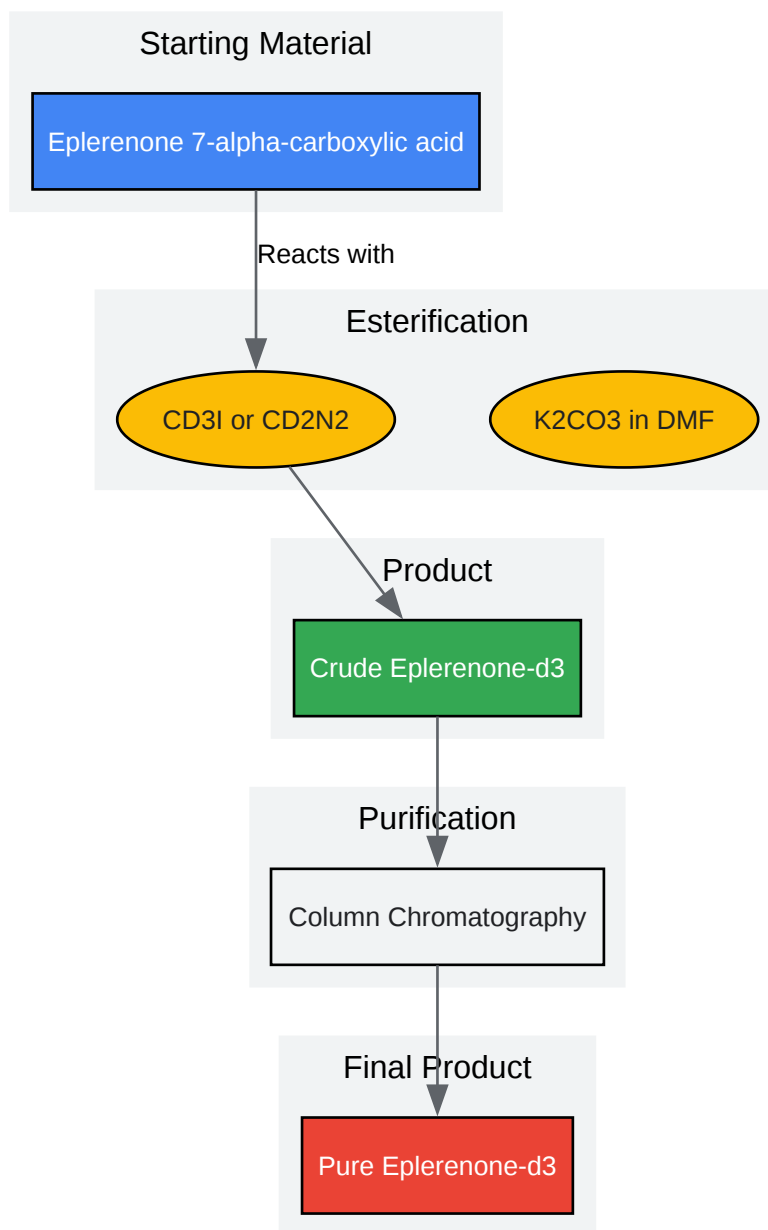 Starting Material
Eplerenone 7-alpha-carboxylic acid
Reacts with
Esterification
CD3I or CD2N2
K2CO3 in DMF
Product
Crude Eplerenone-d3
Purification
Column Chromatography
Final Product
Pure Eplerenone-d3